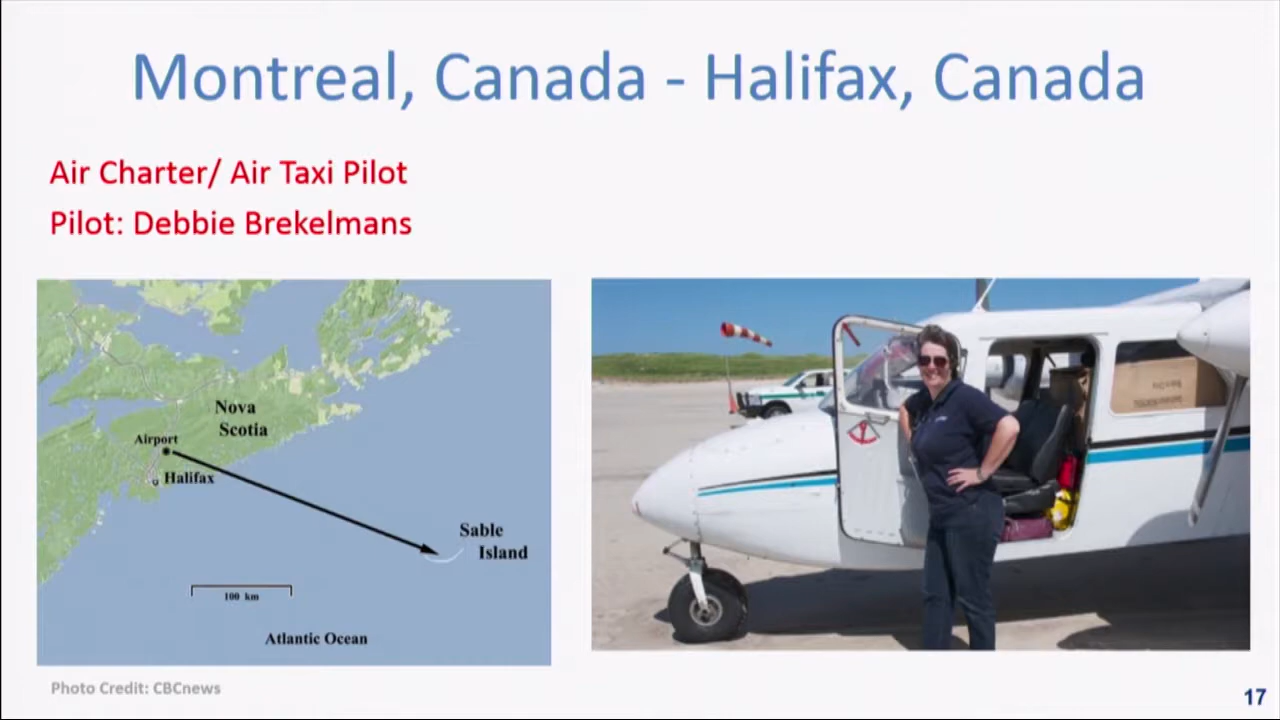 Montreal, Canada - Halifax, Canada
Air Charter/ Air Taxi Pilot
Pilot: Debbie Brekelmans
Nova
Scotia
Airport
Halifax
Sable
Island
100 km
Atlantic Ocean
Photo Credit: CBCnews
17